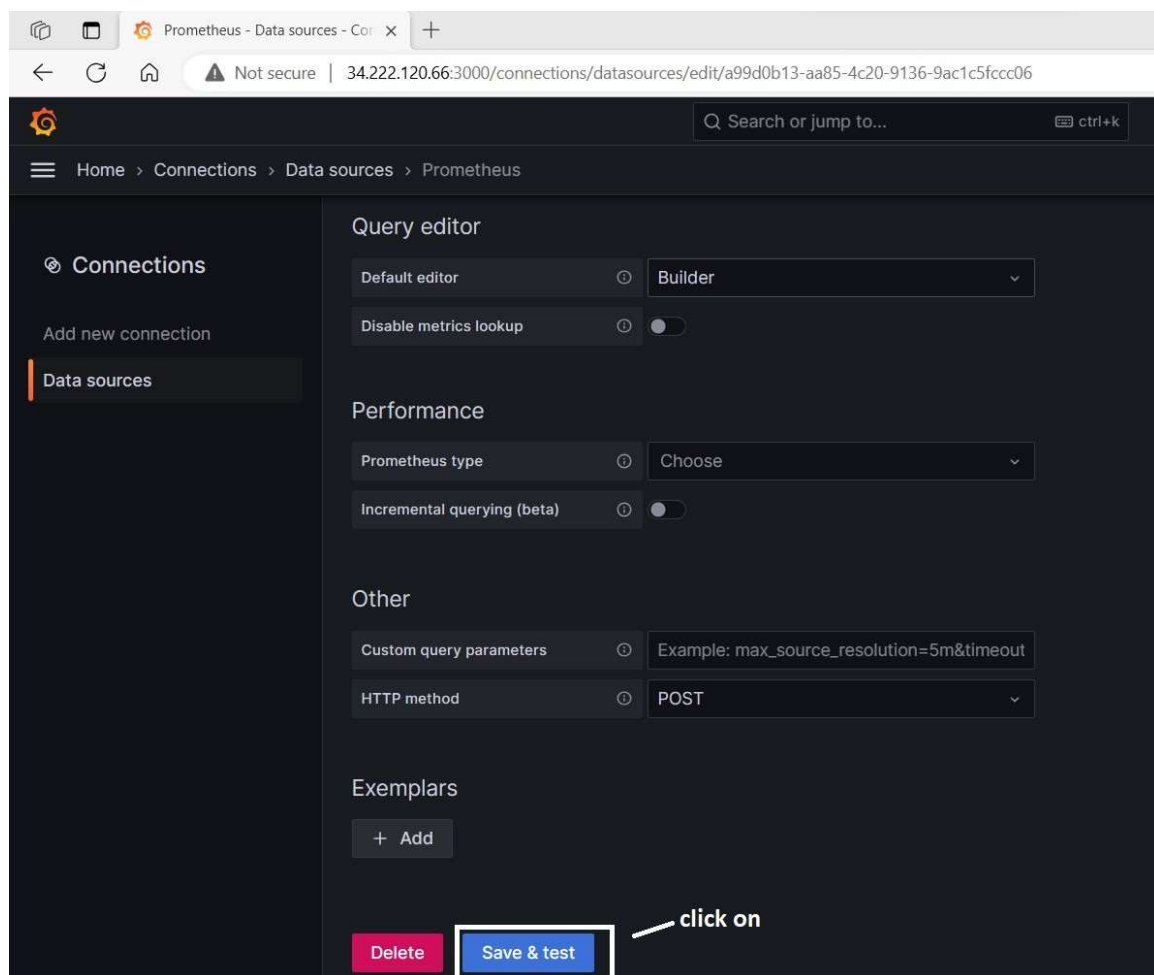 Prometheus - Data sources - Cor
Not secure | 34.222.120.66:3000/connections/datasources/edit/a99d0b13-aa85-4c20-9136-9ac1c5fccc06
Search or jump to... ctrl+k
Home > Connections > Data sources > Prometheus
Connections
Add new connection
Data sources
Query editor
Default editor Builder
Disable metrics lookup
Performance
Prometheus type Choose
Incremental querying (beta)
Other
Custom query parameters Example: max_source_resolution=5m&timeout
HTTP method POST
Exemplars
+ Add
click on
Delete Save & test